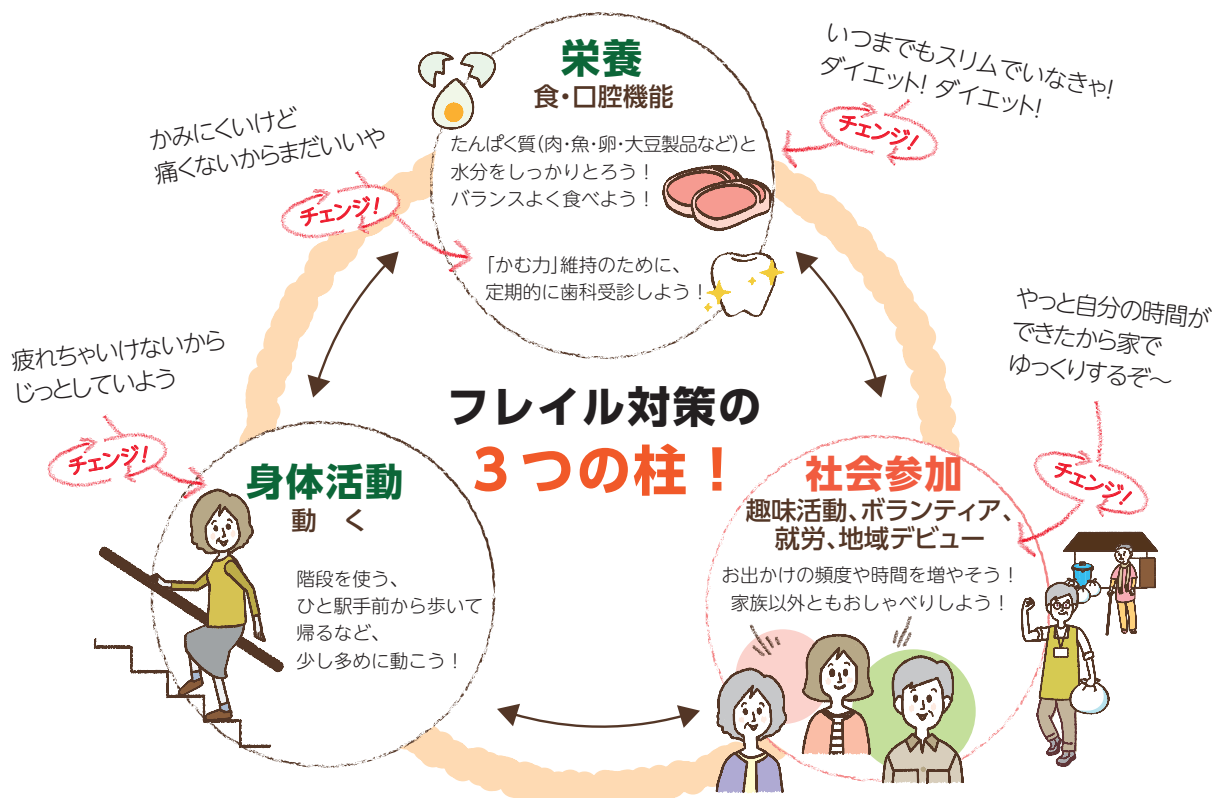 栄養
食・口腔機能
たんぱく質(肉・魚・卵・大豆製品など)と
水分をしっかりとろう!
バランスよく食べよう!
「かむ力」維持のために、
定期的に歯科受診しよう!
いつまでもスリムでいなきゃ!
ダイエット! ダイエット!
チェンジ!
かみにくいけど
痛くないからまだいいや
チェンジ!
フレイル対策の
3つの柱!
疲れちゃいけないから
じっとしていよう
チェンジ!
身体活動
動 く
階段を使う、
ひと駅手前から歩いて
帰るなど、
少し多めに動こう!
やっと自分の時間が
できたから家で
ゆっくりするぞ〜
チェンジ!
社会参加
趣味活動、ボランティア、
就労、地域デビュー
お出かけの頻度や時間を増やそう!
家族以外ともおしゃべりしよう!